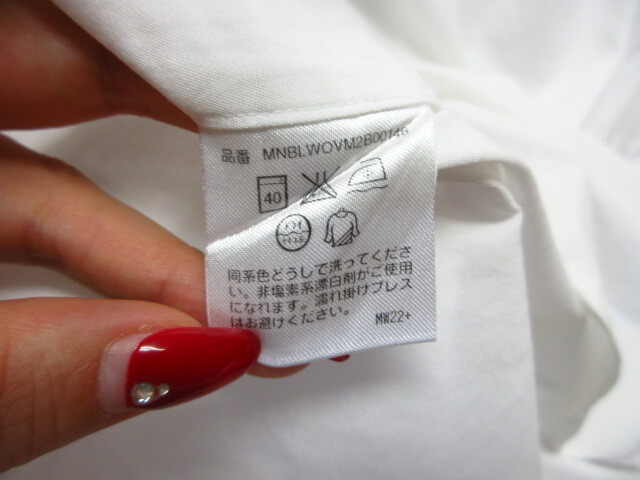 品番 MNBLWOVM2B00146
40
同系色どうしで洗ってくださ
い。非塩素系漂白剤がご使用
になれます。濡れ掛けプレス
はお避けください。
MW22+